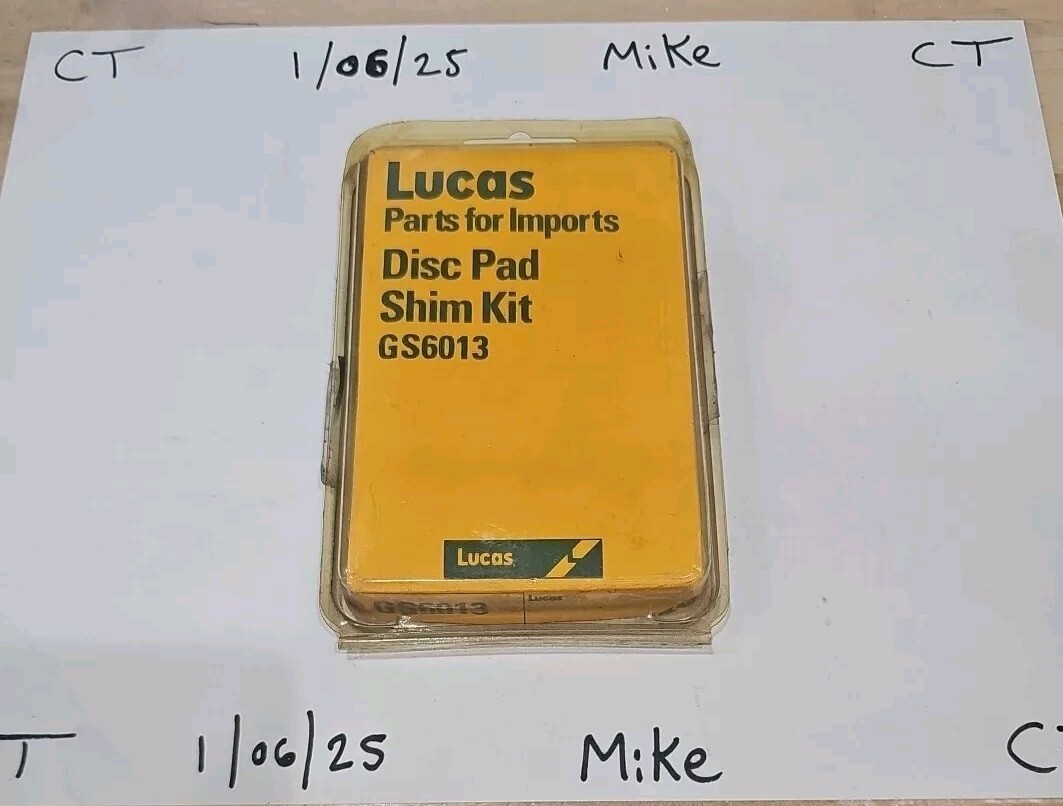 CT 1/06/25 Mike CT
Lucas
Parts for Imports
Disc Pad
Shim Kit
GS6013
Lucas
GS6013 Lucas
T 1/06/25 Mike C